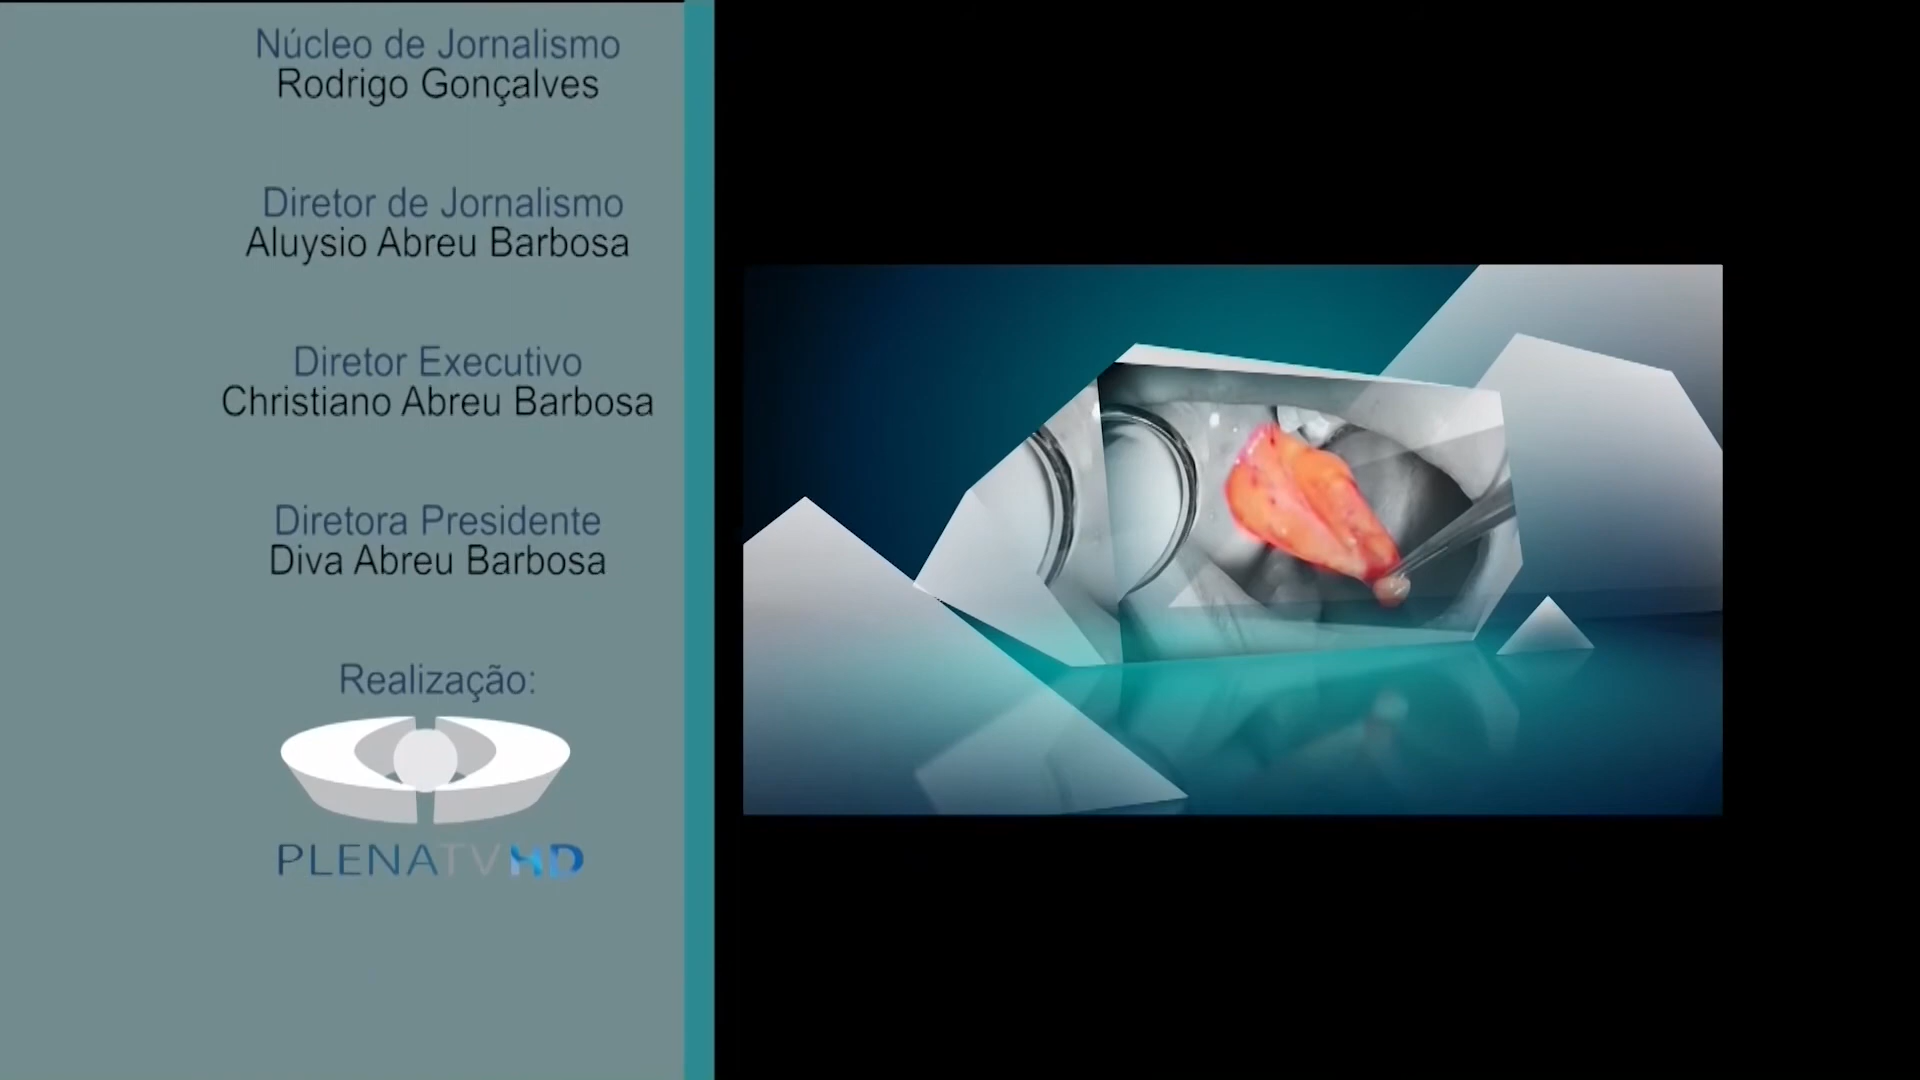 Núcleo de Jornalismo
Rodrigo Gonçalves
Diretor de Jornalismo
Aluysio Abreu Barbosa
Diretor Executivo
Christiano Abreu Barbosa
Diretora Presidente
Diva Abreu Barbosa
Realização:
PLENATVHD